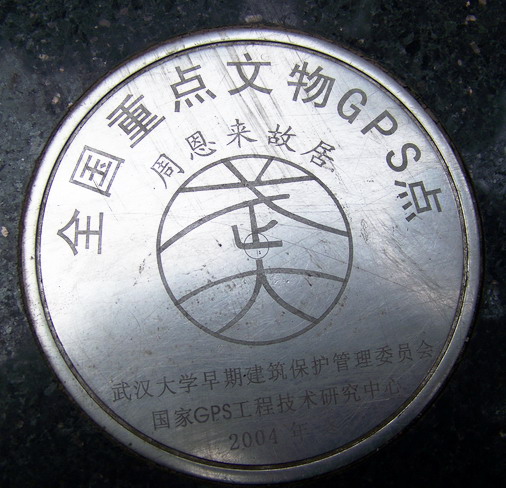 全国重点文物GPS点
周恩来故居
武汉大学早期建筑保护管理委员会
国家GPS工程技术研究中心
2004 年